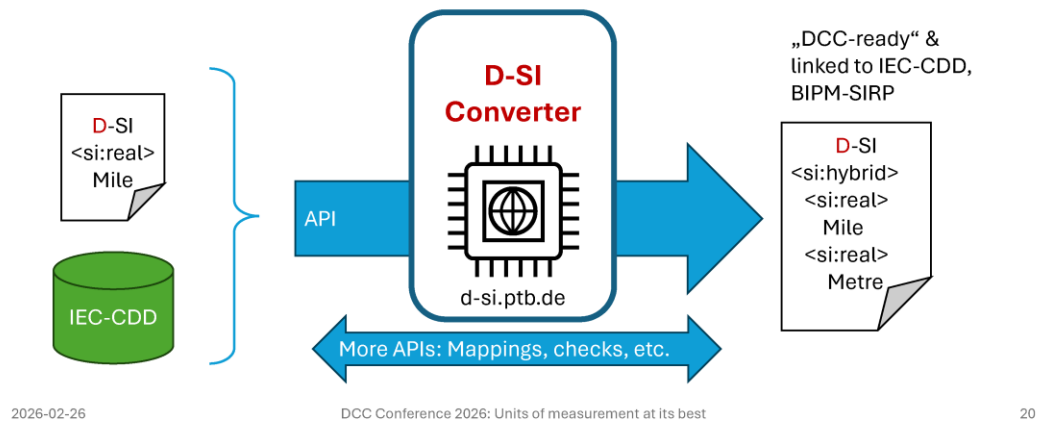 D-SI
<si:real>
Mile
IEC-CDD
API
D-SI
Converter
d-si.ptb.de
More APIs: Mappings, checks, etc.
„DCC-ready“ &
linked to IEC-CDD,
BIPM-SIRP
D-SI
<si:hybrid>
<si:real>
Mile
<si:real>
Metre
2026-02-26
DCC Conference 2026: Units of measurement at its best
20